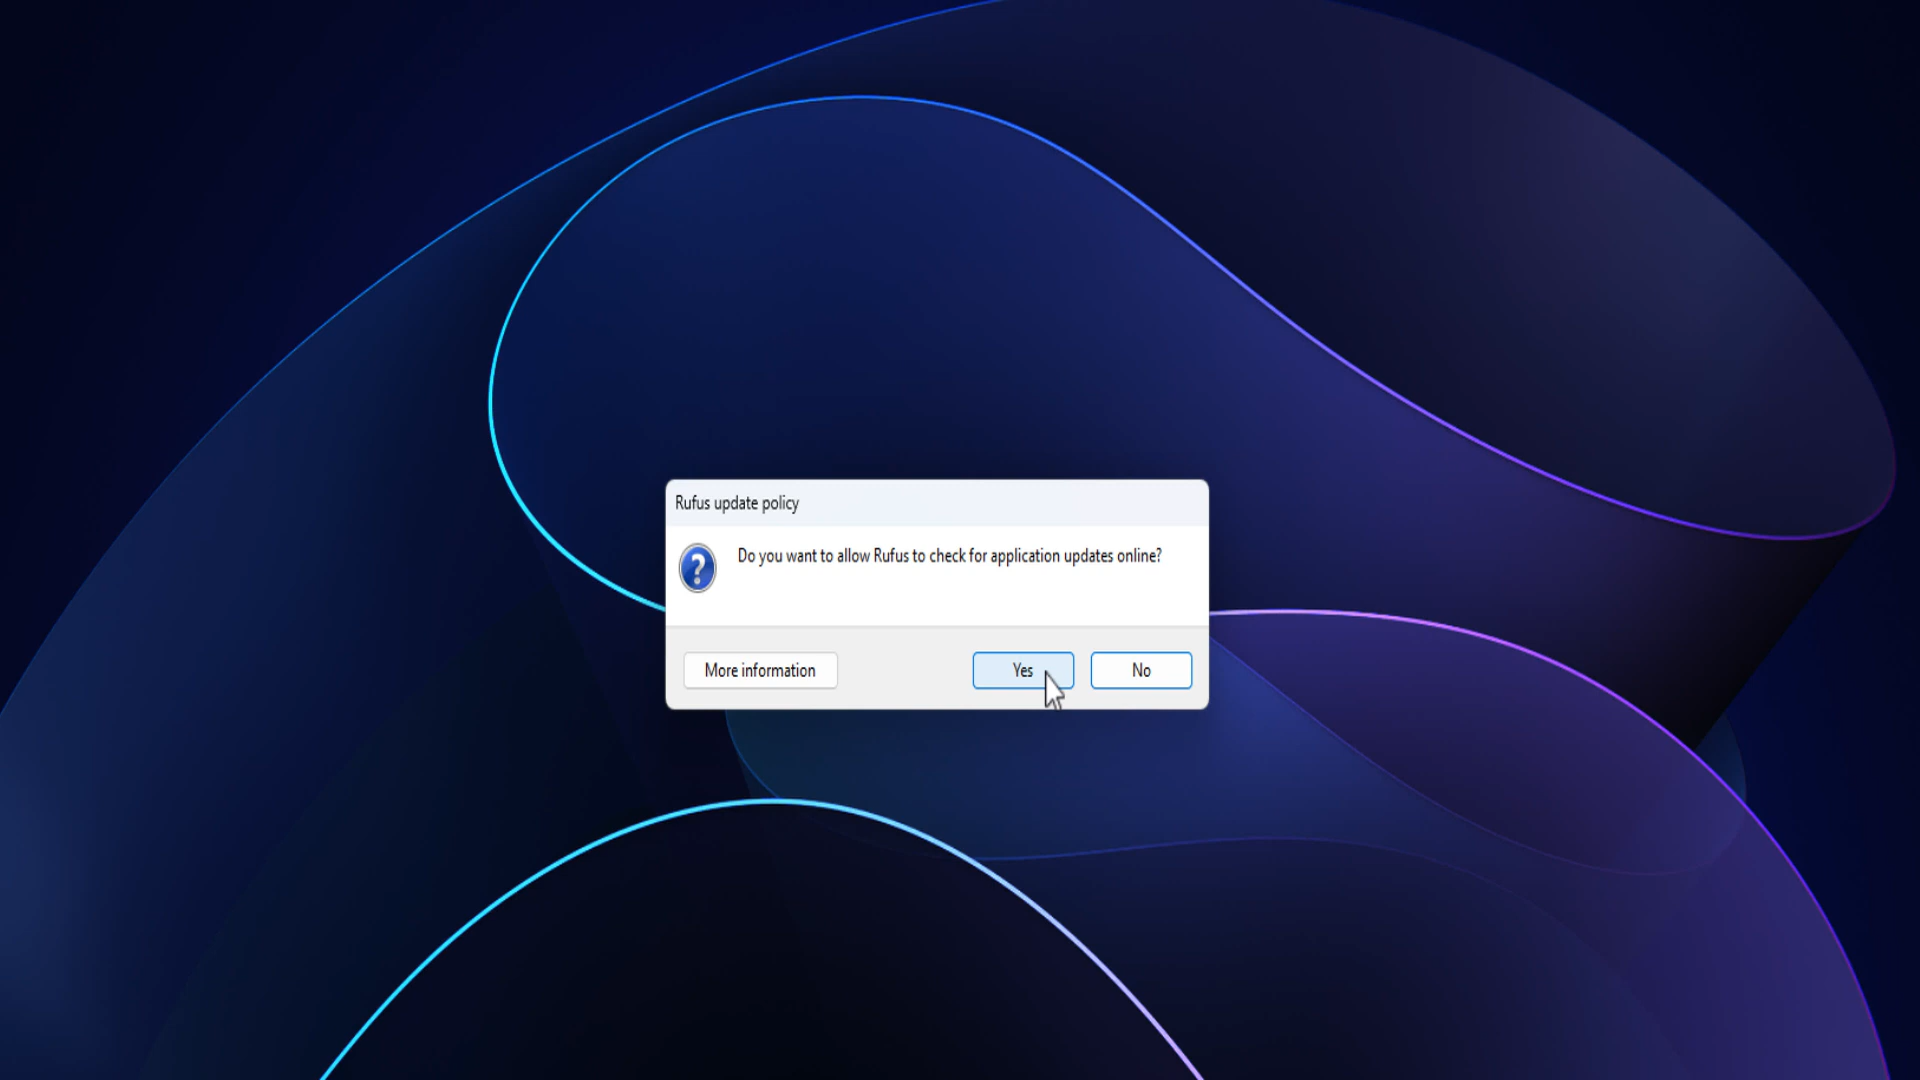 Rufus update policy
Do you want to allow Rufus to check for application updates online?
More information
Yes
No